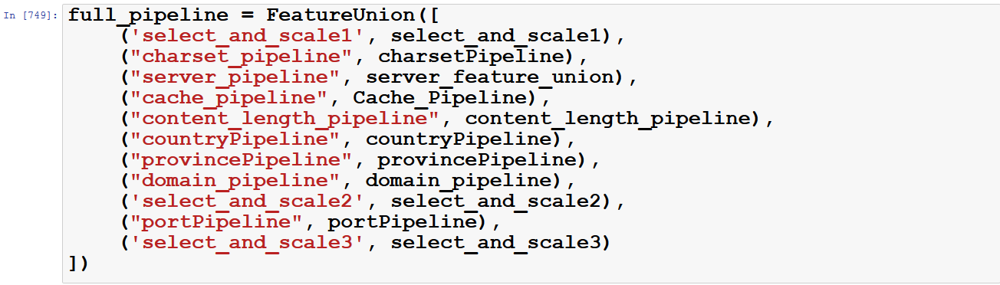 In [749]: full_pipeline = FeatureUnion([
('select_and_scale1', select_and_scale1),
("charset_pipeline", charsetPipeline),
("server_pipeline", server_feature_union),
("cache_pipeline", Cache_Pipeline),
("content_length_pipeline", content_length_pipeline),
("countryPipeline", countryPipeline),
("provincePipeline", provincePipeline),
("domain_pipeline", domain_pipeline),
('select_and_scale2', select_and_scale2),
("portPipeline", portPipeline),
('select_and_scale3', select_and_scale3)
])